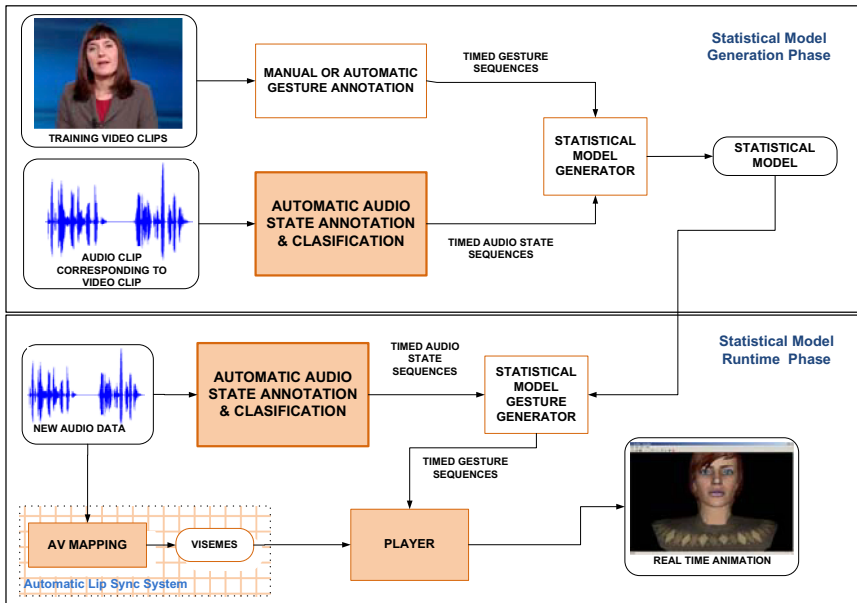 Statistical Model
Generation Phase
TRAINING VIDEO CLIPS
MANUAL OR AUTOMATIC
GESTURE ANNOTATION
TIMED GESTURE
SEQUENCES
STATISTICAL
MODEL
GENERATOR
STATISTICAL
MODEL
AUDIO CLIP
CORRESPONDING TO
VIDEO CLIP
AUTOMATIC AUDIO
STATE ANNOTATION
& CLASIFICATION
TIMED AUDIO STATE
SEQUENCES
Statistical Model
Runtime Phase
NEW AUDIO DATA
AUTOMATIC AUDIO
STATE ANNOTATION
& CLASIFICATION
TIMED AUDIO
STATE
SEQUENCES
STATISTICAL
MODEL
GESTURE
GENERATOR
TIMED GESTURE
SEQUENCES
AV MAPPING
VISEMES
Automatic Lip Sync System
PLAYER
REAL TIME ANIMATION